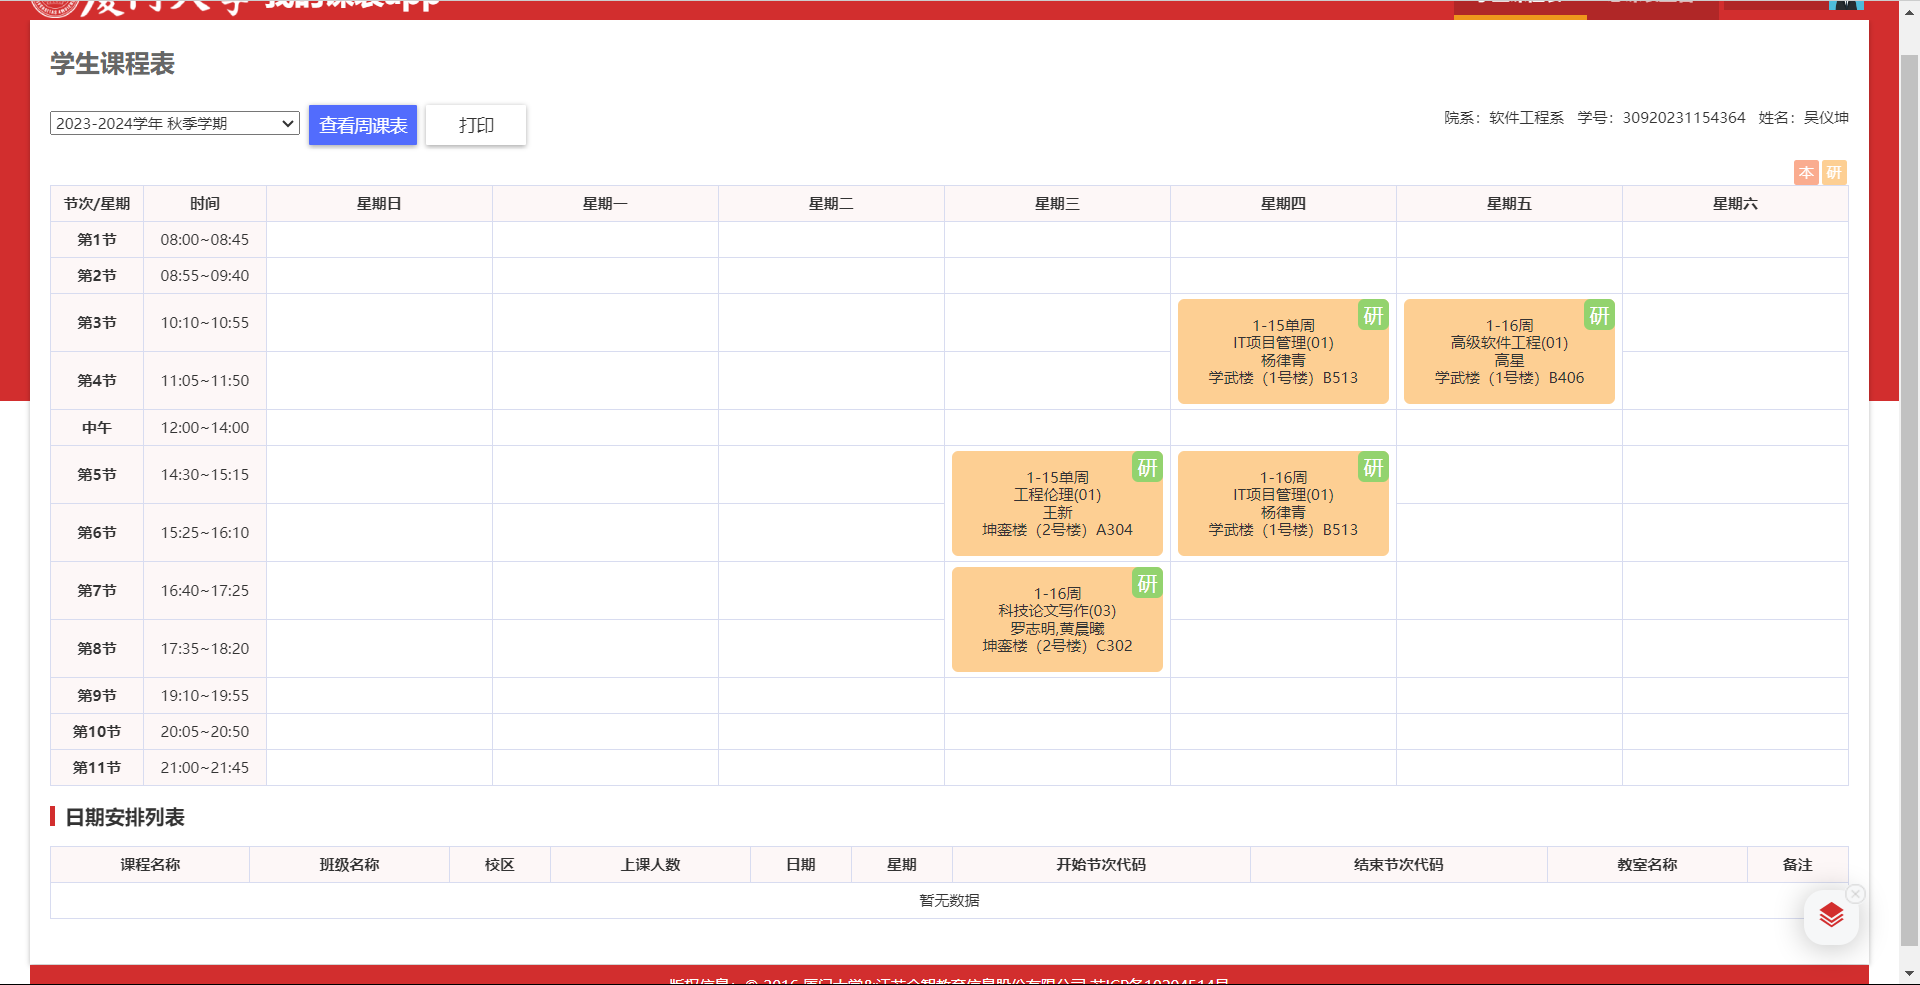 我的课表app
学生课程表
2023-2024学年 秋季学期
查看周课表
打印
院系：软件工程系 学号：30920231154364 姓名：吴仪坤
本 研
节次/星期 时间 星期日 星期一 星期二 星期三 星期四 星期五 星期六
第1节 08:00~08:45
第2节 08:55~09:40
第3节 10:10~10:55
第4节 11:05~11:50
研
1-15单周
IT项目管理(01)
杨律青
学武楼（1号楼）B513
研
1-16周
高级软件工程(01)
高星
学武楼（1号楼）B406
中午 12:00~14:00
第5节 14:30~15:15
第6节 15:25~16:10
研
1-15单周
工程伦理(01)
王新
坤銮楼（2号楼）A304
研
1-16周
IT项目管理(01)
杨律青
学武楼（1号楼）B513
第7节 16:40~17:25
第8节 17:35~18:20
研
1-16周
科技论文写作(03)
罗志明,黄晨曦
坤銮楼（2号楼）C302
第9节 19:10~19:55
第10节 20:05~20:50
第11节 21:00~21:45
日期安排列表
课程名称 班级名称 校区 上课人数 日期 星期 开始节次代码 结束节次代码 教室名称 备注
暂无数据